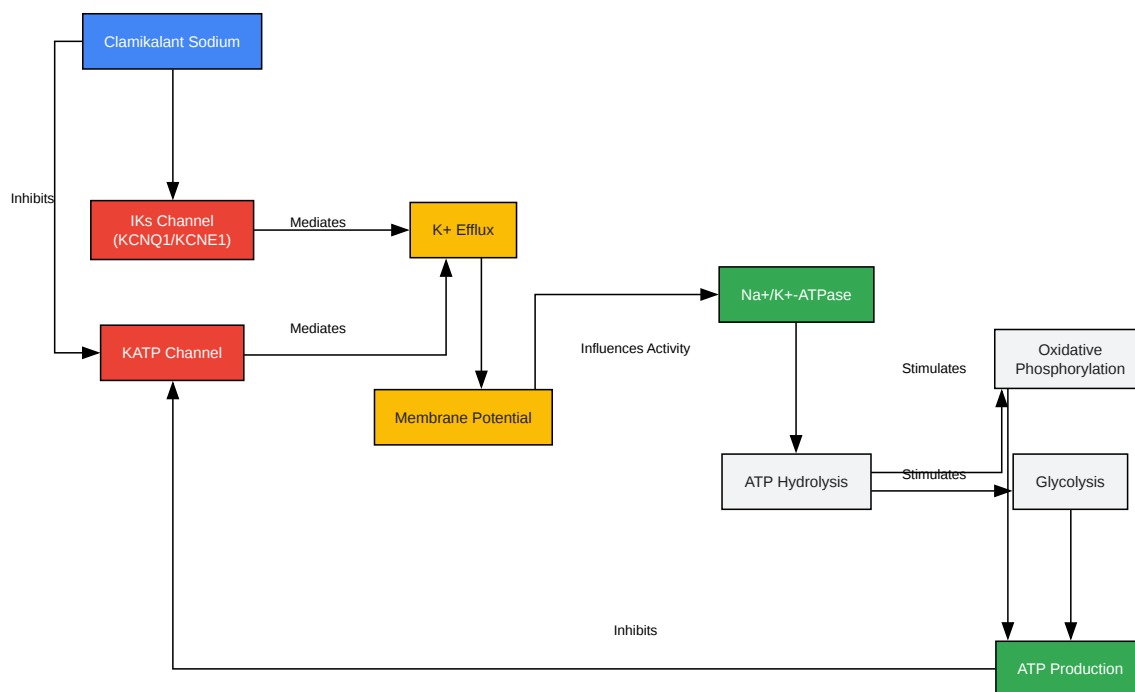 Clamikalant Sodium
Inhibits
IKs Channel
(KCNQ1/KCNE1)
Mediates
K+ Efflux
KATP Channel
Mediates
Membrane Potential
Influences Activity
Na+/K+-ATPase
Stimulates
Oxidative
Phosphorylation
ATP Hydrolysis
Stimulates
Glycolysis
Inhibits
ATP Production